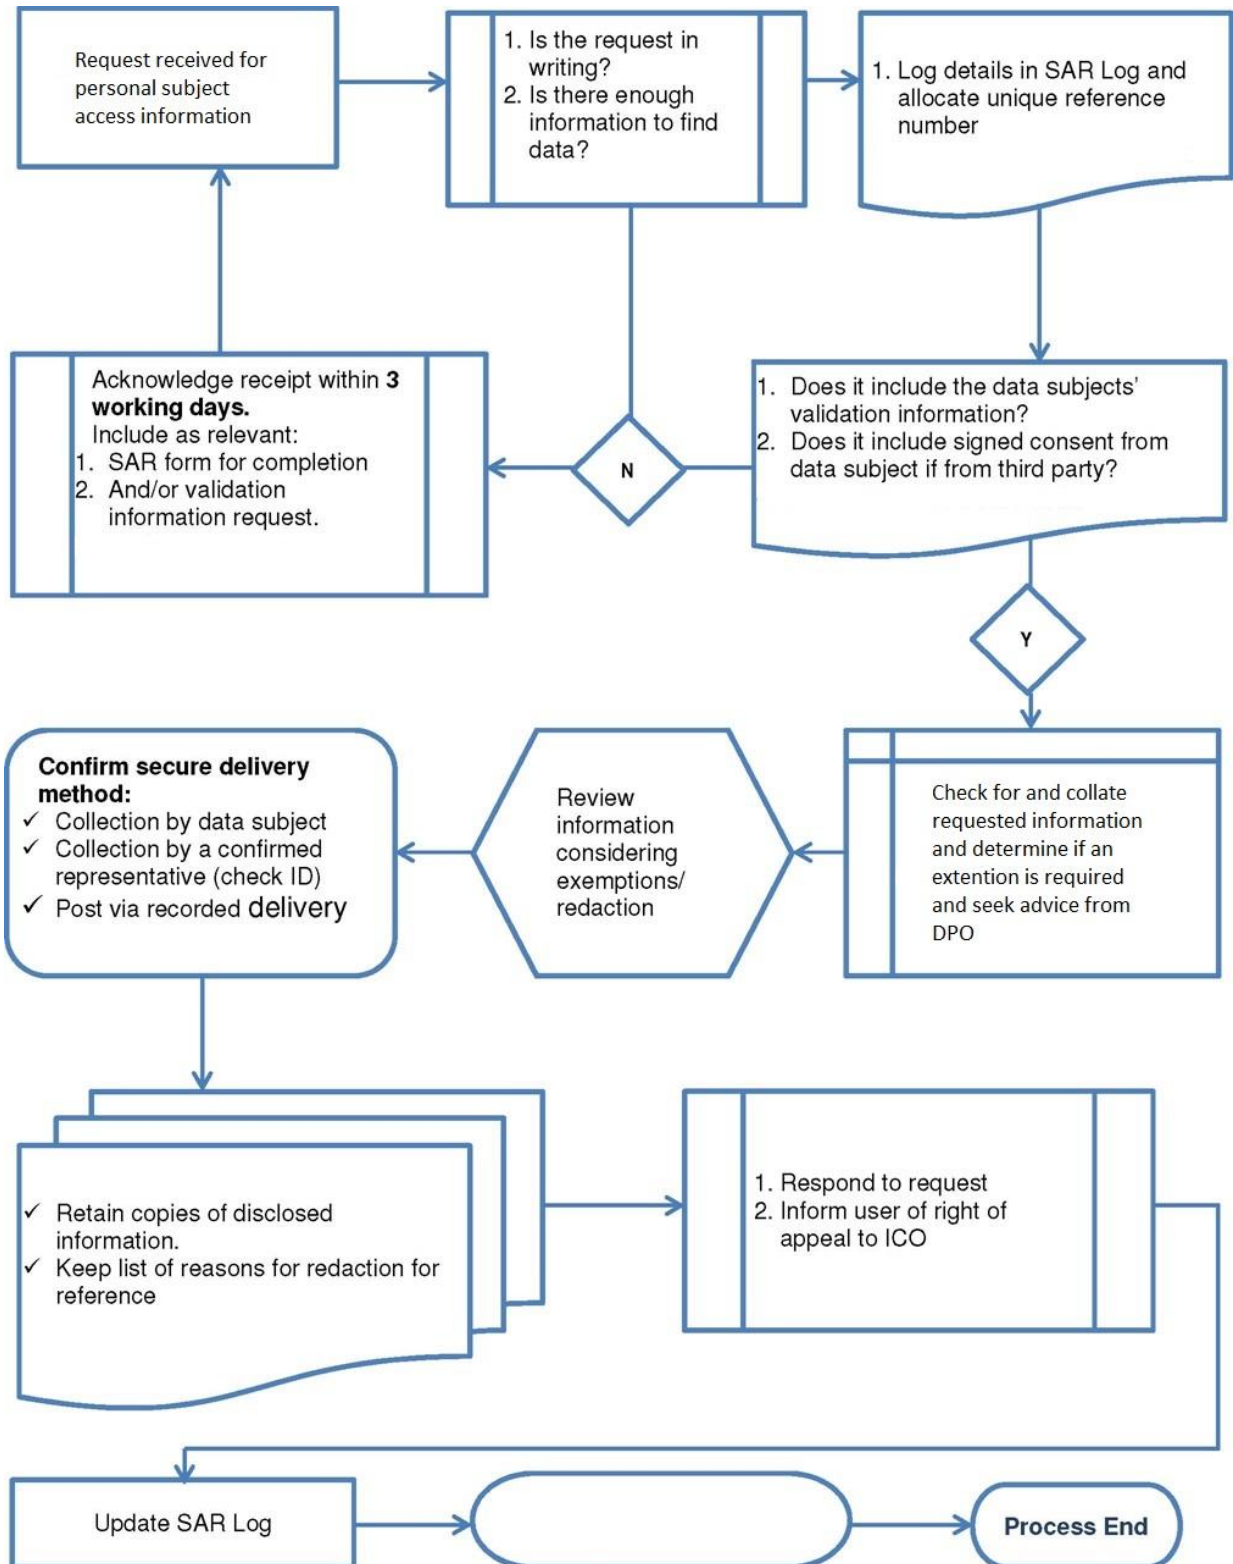 Request received for
personal subject
access information
1. Is the request in
writing?
2. Is there enough
information to find
data?
1. Log details in SAR Log and
allocate unique reference
number
Acknowledge receipt within 3
working days.
Include as relevant:
1. SAR form for completion
2. And/or validation
information request.
N
1. Does it include the data subjects'
validation information?
2. Does it include signed consent from
data subject if from third party?
Y
Confirm secure delivery
method:
✓ Collection by data subject
✓ Collection by a confirmed
representative (check ID)
✓ Post via recorded delivery
Review
information
considering
exemptions/
redaction
Check for and collate
requested information
and determine if an
extention is required
and seek advice from
DPO
✓ Retain copies of disclosed
information.
✓ Keep list of reasons for redaction for
reference
1. Respond to request
2. Inform user of right of
appeal to ICO
Update SAR Log
Process End